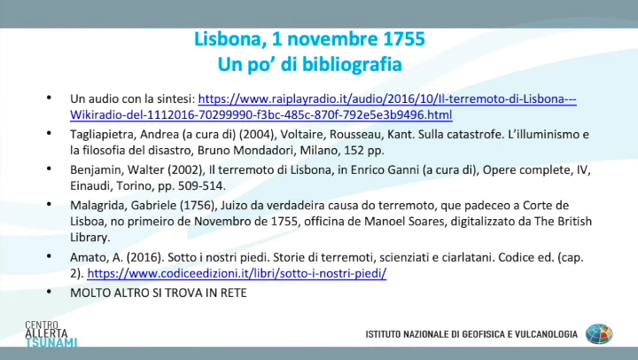 Lisbona, 1 novembre 1755
Un po’ di bibliografia
• Un audio con la sintesi: https://www.raiplayradio.it/audio/2016/10/Il-terremoto-di-Lisbona---
Wikiradio-del-1112016-70299990-f3bc-485c-870f-792e5e3b9496.html
• Tagliapietra, Andrea (a cura di) (2004), Voltaire, Rousseau, Kant. Sulla catastrofe. L’illuminismo e
la filosofia del disastro, Bruno Mondadori, Milano, 152 pp.
• Benjamin, Walter (2002), Il terremoto di Lisbona, in Enrico Ganni (a cura di), Opere complete, IV,
Einaudi, Torino, pp. 509-514.
• Malagrida, Gabriele (1756), Juizo da verdadeira causa do terremoto, que padeceo a Corte de
Lisboa, no primeiro de Novembro de 1755, officina de Manoel Soares, digitalizzato da The British
Library.
• Amato, A. (2016). Sotto i nostri piedi. Storie di terremoti, scienziati e ciarlatani. Codice ed. (cap.
2). https://www.codiceedizioni.it/libri/sotto-i-nostri-piedi/
• MOLTO ALTRO SI TROVA IN RETE
CENTRO
ALLERTA
TSUNAMI
ISTITUTO NAZIONALE DI GEOFISICA E VULCANOLOGIA